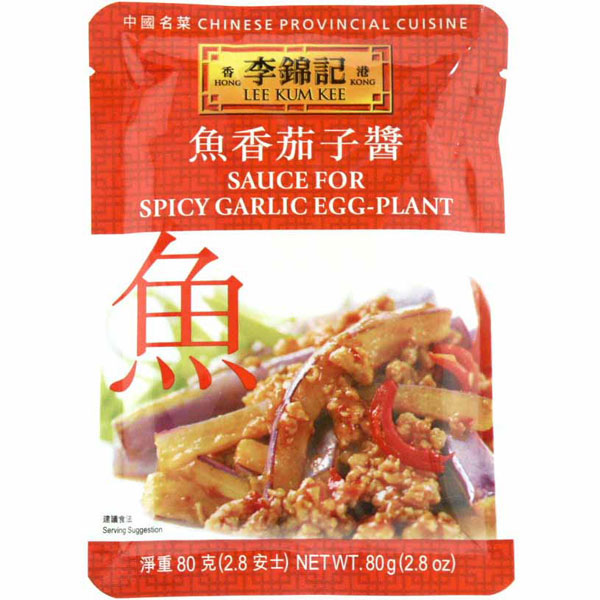 中國名菜 CHINESE PROVINCIAL CUISINE
香 李錦記 港
HONG LEE KUM KEE KONG
魚香茄子醬
SAUCE FOR
SPICY GARLIC EGG-PLANT
魚
建議食法
Serving Suggestion
淨重 80 克 (2.8 安士) NET WT. 80g (2.8 oz)